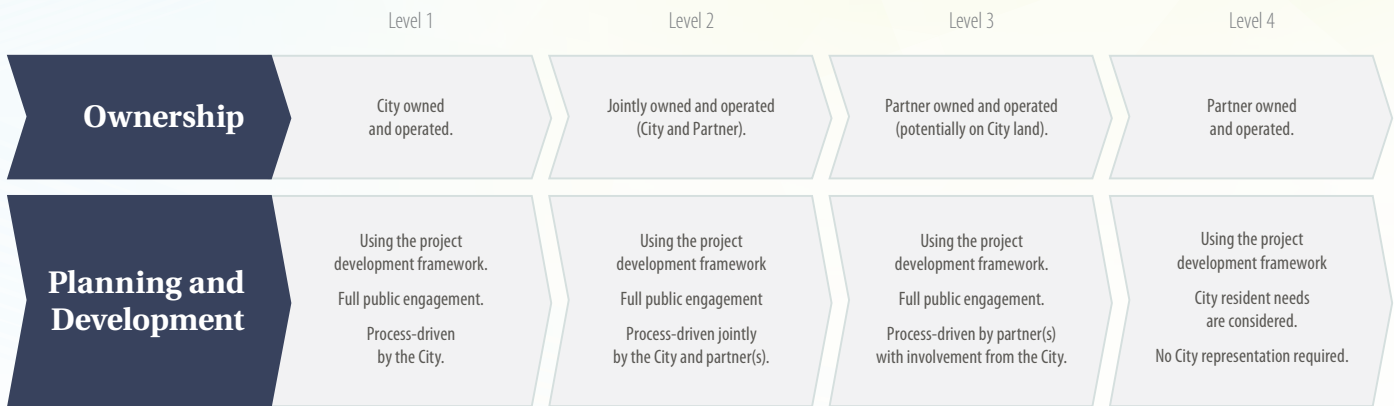 Level 1
Level 2
Level 3
Level 4
Ownership
City owned
and operated.
Jointly owned and operated
(City and Partner).
Partner owned and operated
(potentially on City land).
Partner owned
and operated.
Planning and
Development
Using the project
development framework.
Full public engagement.
Process-driven
by the City.
Using the project
development framework
Full public engagement
Process-driven jointly
by the City and partner(s).
Using the project
development framework.
Full public engagement.
Process-driven by partner(s)
with involvement from the City.
Using the project
development framework
City resident needs
are considered.
No City representation required.